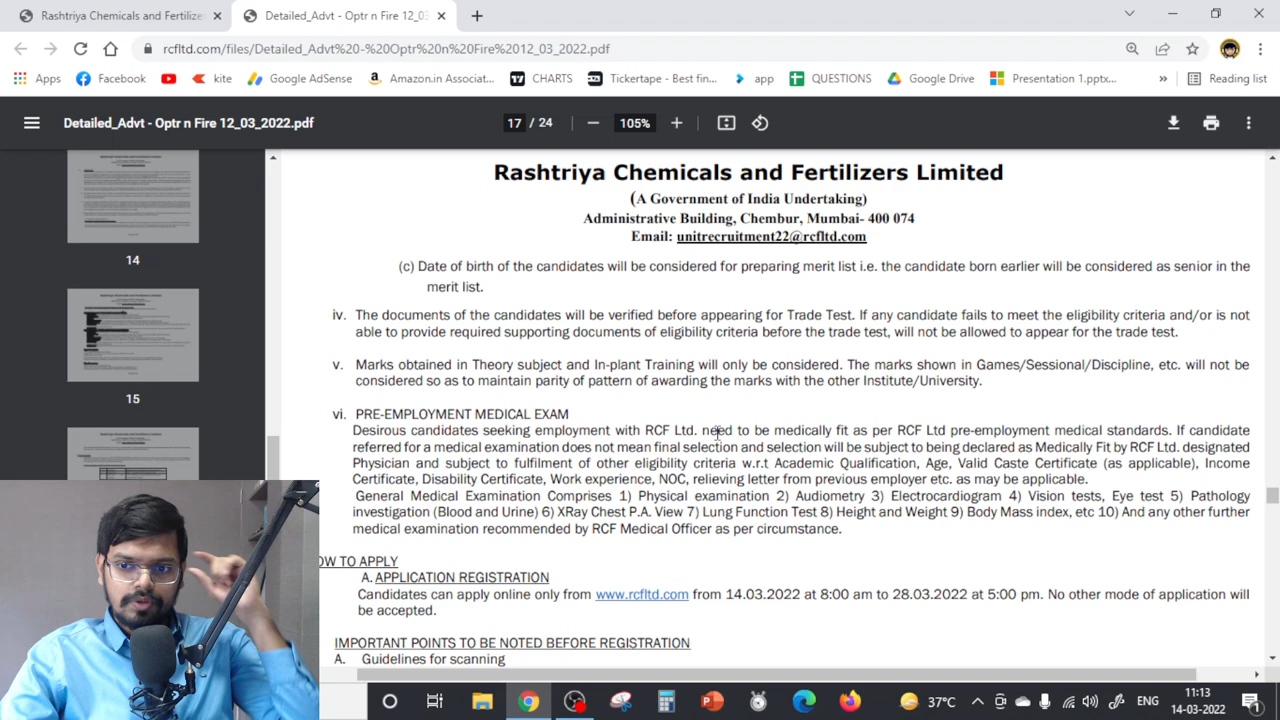 Rashtriya Chemicals and Fertilizer
Detailed_Advt - Optr n Fire 12_03
rcfltd.com/files/Detailed_Advt%20-%20Optr%20n%20Fire%2012_03_2022.pdf
Apps Facebook kite Google AdSense Amazon.in Associat... CHARTS Tickertape - Best fin... app QUESTIONS Google Drive Presentation 1.pptx... » Reading list
Detailed_Advt - Optr n Fire 12_03_2022.pdf 17 / 24 105%
14
15
Rashtriya Chemicals and Fertilizers Limited
(A Government of India Undertaking)
Administrative Building, Chembur, Mumbai- 400 074
Email: unitrecruitment22@rcfltd.com
(c) Date of birth of the candidates will be considered for preparing merit list i.e. the candidate born earlier will be considered as senior in the
merit list.
iv. The documents of the candidates will be verified before appearing for Trade Test. If any candidate fails to meet the eligibility criteria and/or is not
able to provide required supporting documents of eligibility criteria before the trade test, will not be allowed to appear for the trade test.
v. Marks obtained in Theory subject and In-plant Training will only be considered. The marks shown in Games/Sessional/Discipline, etc. will not be
considered so as to maintain parity of pattern of awarding the marks with the other Institute/University.
vi. PRE-EMPLOYMENT MEDICAL EXAM
Desirous candidates seeking employment with RCF Ltd. need to be medically fit as per RCF Ltd pre-employment medical standards. If candidate
referred for a medical examination does not mean final selection and selection will be subject to being declared as Medically Fit by RCF Ltd. designated
Physician and subject to fulfilment of other eligibility criteria w.r.t Academic Qualification, Age, Valid Caste Certificate (as applicable), Income
Certificate, Disability Certificate, Work experience, NOC, relieving letter from previous employer etc. as may be applicable.
General Medical Examination Comprises 1) Physical examination 2) Audiometry 3) Electrocardiogram 4) Vision tests, Eye test 5) Pathology
investigation (Blood and Urine) 6) XRay Chest P.A. View 7) Lung Function Test 8) Height and Weight 9) Body Mass index, etc 10) And any other further
medical examination recommended by RCF Medical Officer as per circumstance.
OW TO APPLY
A. APPLICATION REGISTRATION
Candidates can apply online only from www.rcfltd.com from 14.03.2022 at 8:00 am to 28.03.2022 at 5:00 pm. No other mode of application will
be accepted.
IMPORTANT POINTS TO BE NOTED BEFORE REGISTRATION
A. Guidelines for scanning
37°C ENG 11:13
14-03-2022